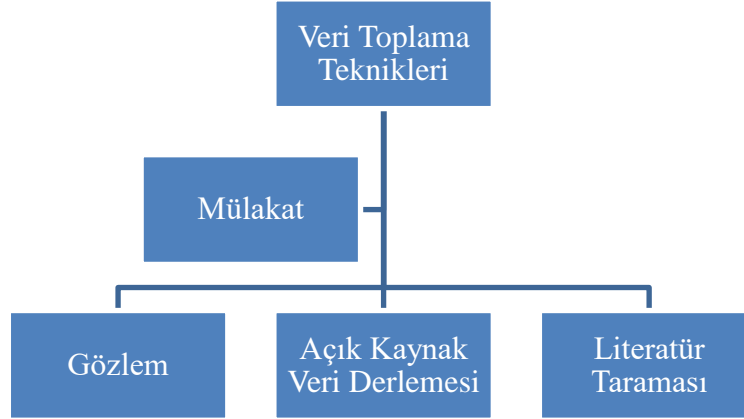 Veri Toplama
Teknikleri
Mülakat
Gözlem
Açık Kaynak
Veri Derlemesi
Literatür
Taraması